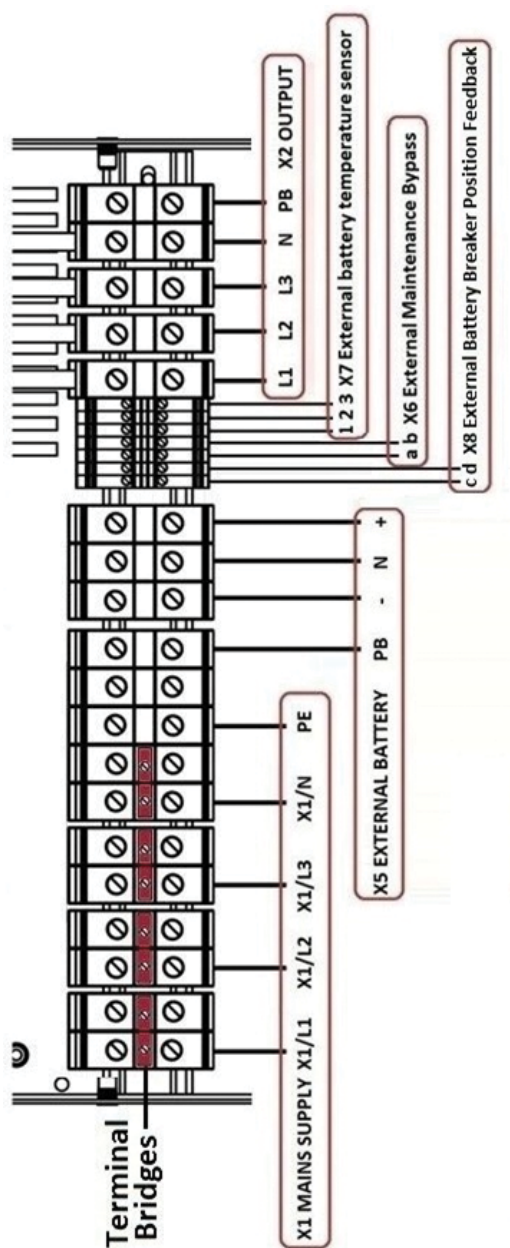 Terminal
Bridges
X1 MAINS SUPPLY X1/L1 X1/L2 X1/L3 X1/N PE
X5 EXTERNAL BATTERY PB - N +
L1 L2 L3 N PB X2 OUTPUT
1 2 3 X7 External battery temperature sensor
a b X6 External Maintenance Bypass
c d X8 External Battery Breaker Position Feedback